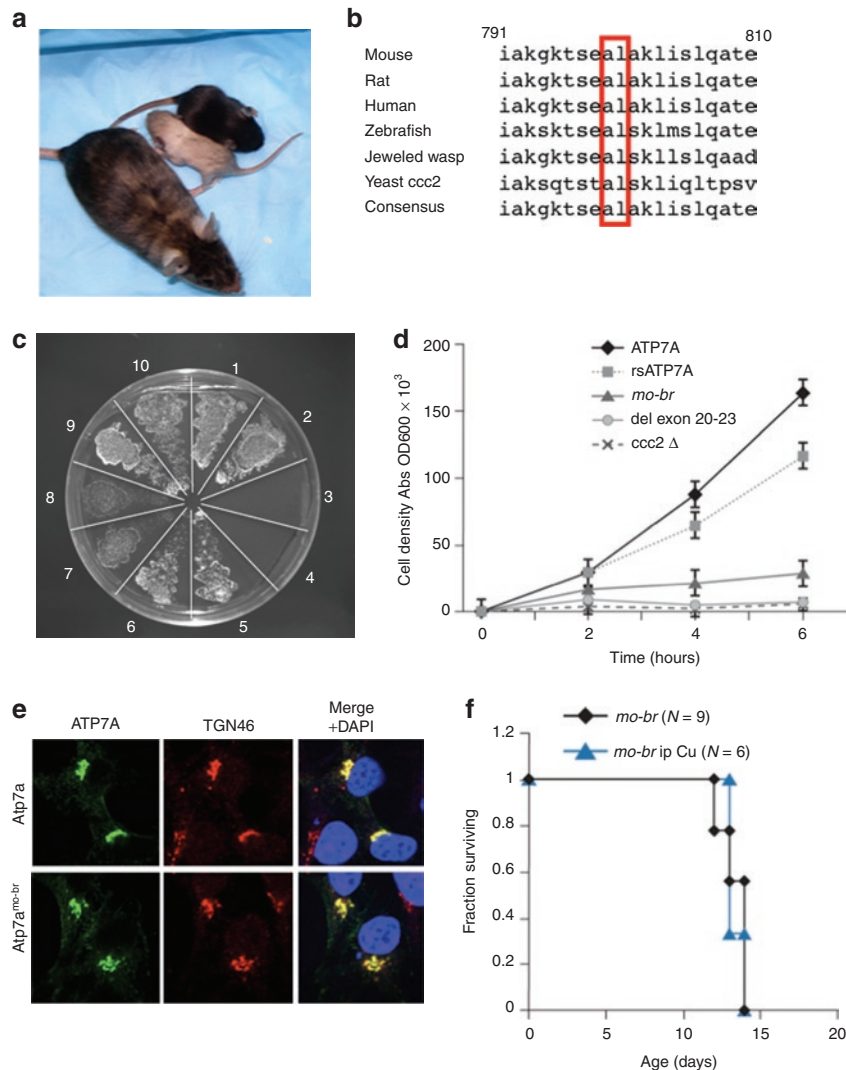 a
b
791 810
Mouse iakgktsealaklislqate
Rat iakgktsealaklislqate
Human iakgktsealaklislqate
Zebrafish iaksktsealsklmslqate
Jeweled wasp iakgktsealskllslqaad
Yeast ccc2 iaksqtstalskliqltpsv
Consensus iakgktsealaklislqate
c
10 1
9 2
8 3
7 4
6 5
d
ATP7A
rsATP7A
mo-br
del exon 20-23
ccc2 Δ
Cell density Abs OD600 × 10³
200
150
100
50
0
0 2 4 6
Time (hours)
e
ATP7A TGN46 Merge
+DAPI
Atp7a
Atp7a^mo-br
f
mo-br (N = 9)
mo-br ip Cu (N = 6)
Fraction surviving
1.2
1
0.8
0.6
0.4
0.2
0
0 5 10 15 20
Age (days)